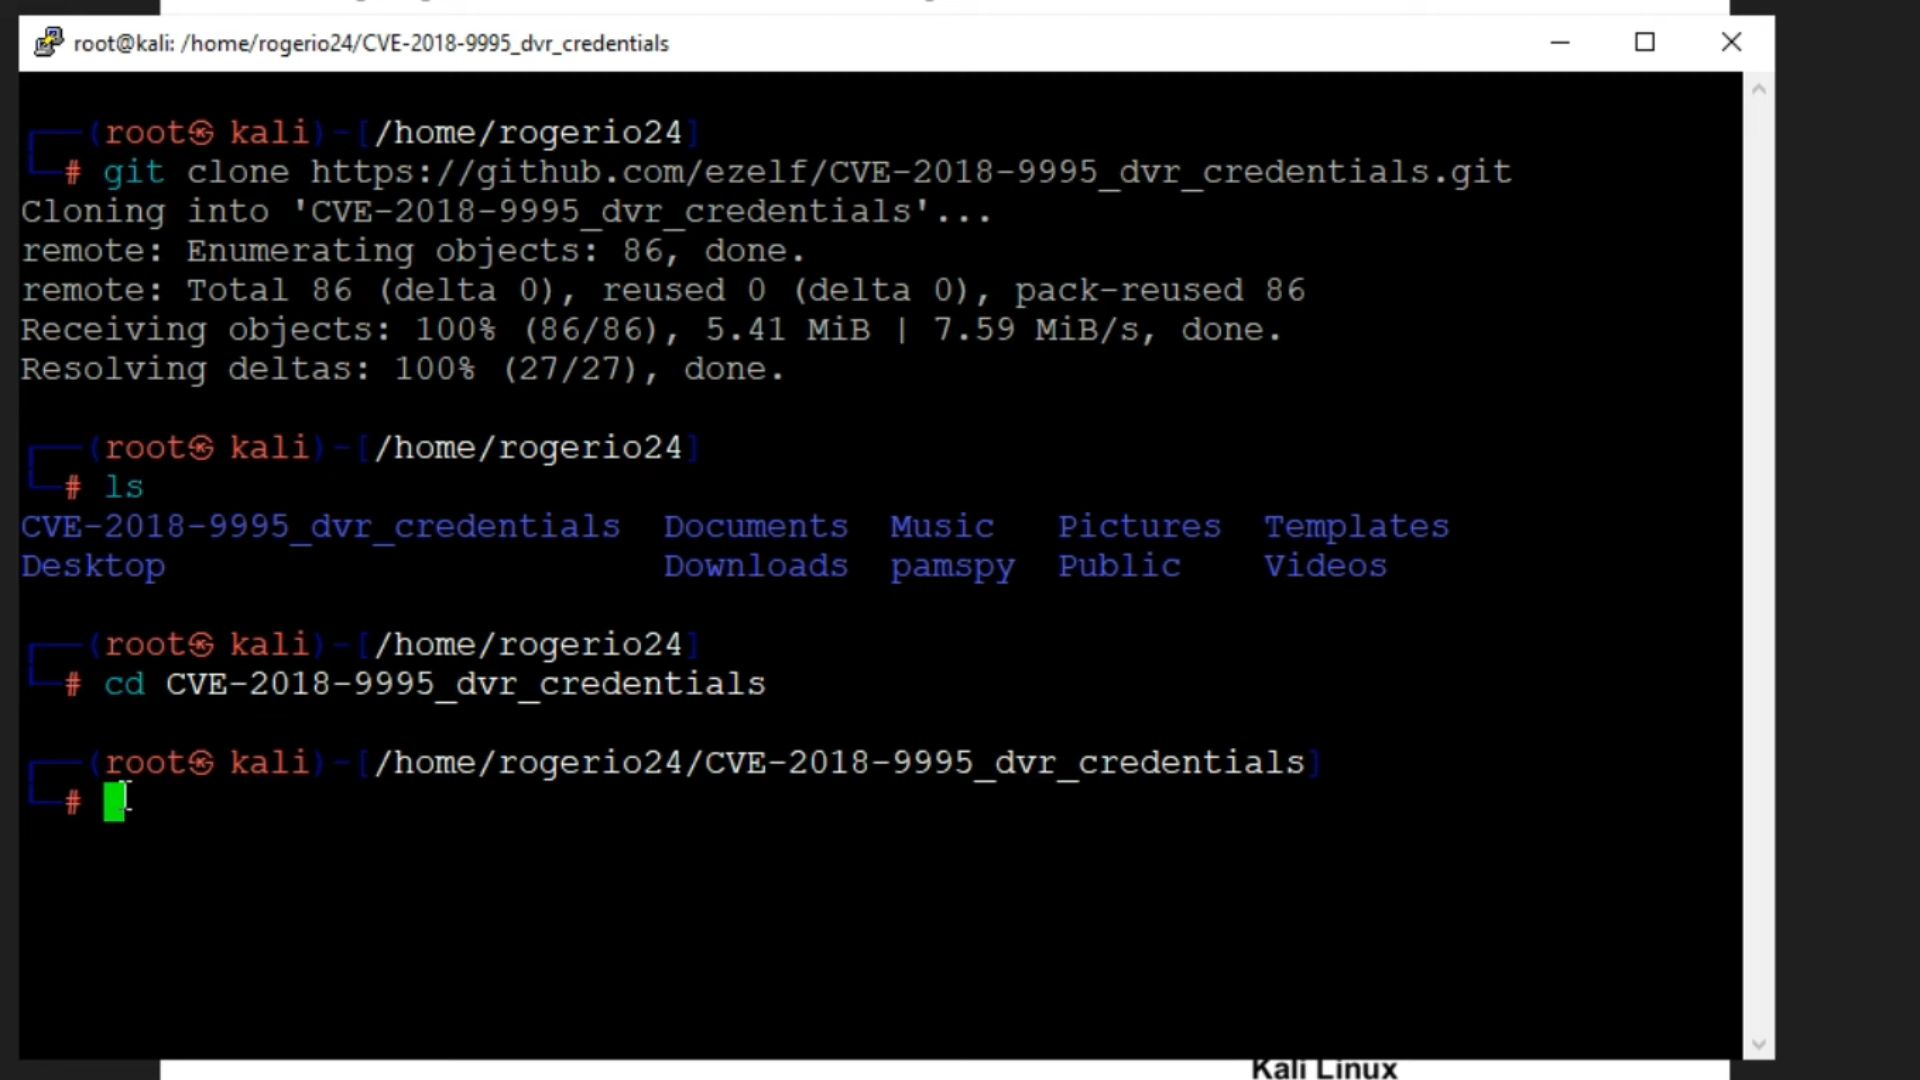 root@kali: /home/rogerio24/CVE-2018-9995_dvr_credentials
(root㉿ kali)-[/home/rogerio24]
# git clone https://github.com/ezelf/CVE-2018-9995_dvr_credentials.git
Cloning into 'CVE-2018-9995_dvr_credentials'...
remote: Enumerating objects: 86, done.
remote: Total 86 (delta 0), reused 0 (delta 0), pack-reused 86
Receiving objects: 100% (86/86), 5.41 MiB | 7.59 MiB/s, done.
Resolving deltas: 100% (27/27), done.
(root㉿ kali)-[/home/rogerio24]
# ls
CVE-2018-9995_dvr_credentials Documents Music Pictures Templates
Desktop Downloads pamspy Public Videos
(root㉿ kali)-[/home/rogerio24]
# cd CVE-2018-9995_dvr_credentials
(root㉿ kali)-[/home/rogerio24/CVE-2018-9995_dvr_credentials]
#
Kali Linux